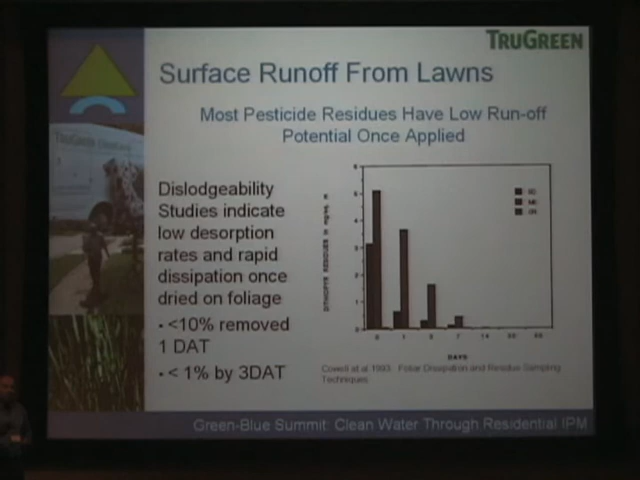 TRUGREEN
Surface Runoff From Lawns
Most Pesticide Residues Have Low Run-off
Potential Once Applied
Dislodgeability
Studies indicate
low desorption
rates and rapid
dissipation once
dried on foliage
• <10% removed
1 DAT
• < 1% by 3DAT
DAYS
Cowell et al 1993 Foliar Dissipation and Residue Sampling
Techniques
Green-Blue Summit: Clean Water Through Residential IPM